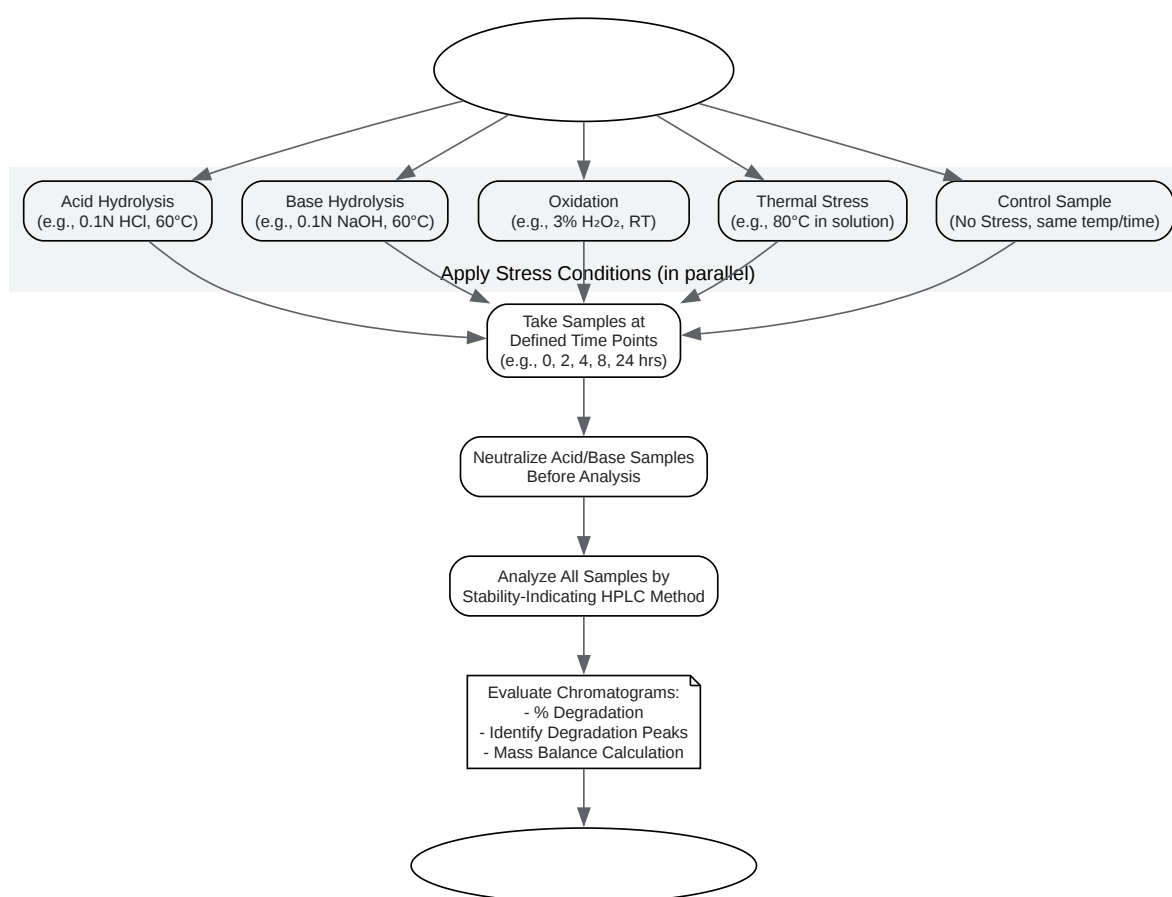 Acid Hydrolysis
(e.g., 0.1N HCl, 60°C)
Base Hydrolysis
(e.g., 0.1N NaOH, 60°C)
Oxidation
(e.g., 3% H₂O₂, RT)
Thermal Stress
(e.g., 80°C in solution)
Control Sample
(No Stress, same temp/time)
Apply Stress Conditions (in parallel)
Take Samples at
Defined Time Points
(e.g., 0, 2, 4, 8, 24 hrs)
Neutralize Acid/Base Samples
Before Analysis
Analyze All Samples by
Stability-Indicating HPLC Method
Evaluate Chromatograms:
- % Degradation
- Identify Degradation Peaks
- Mass Balance Calculation